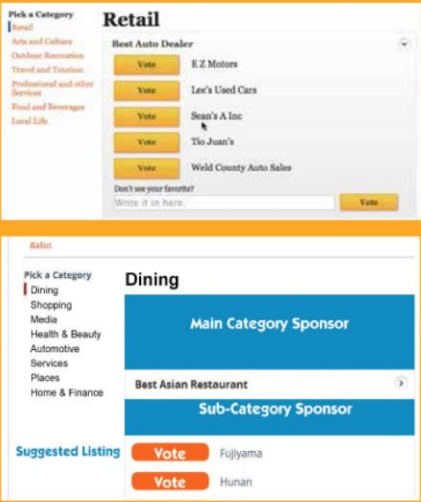 Pick a Category
Retail
Arts and Culture
Outdoor Recreation
Travel and Tourism
Professional and other
Services
Food and Beverages
Local Life
Retail
Best Auto Dealer
Vote E Z Motors
Vote Lee's Used Cars
Vote Sean's A Inc
Vote Tio Juan's
Vote Weld County Auto Sales
Don't see your favorite?
Write it in here. Vote
Ballot
Pick a Category
Dining
Shopping
Media
Health & Beauty
Automotive
Services
Places
Home & Finance
Dining
Main Category Sponsor
Best Asian Restaurant
Sub-Category Sponsor
Suggested Listing Vote Fujiyama
Vote Hunan